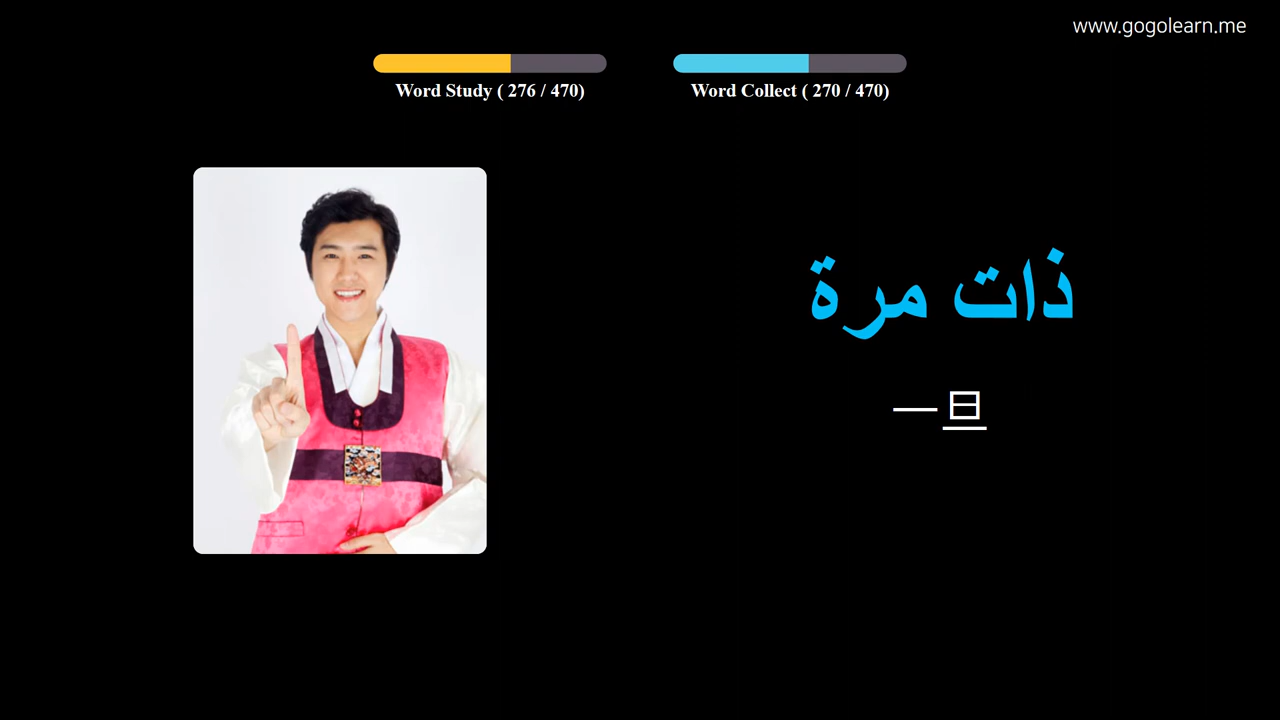 www.gogolearn.me
Word Study ( 276 / 470)
Word Collect ( 270 / 470)
ذات مرة
一旦